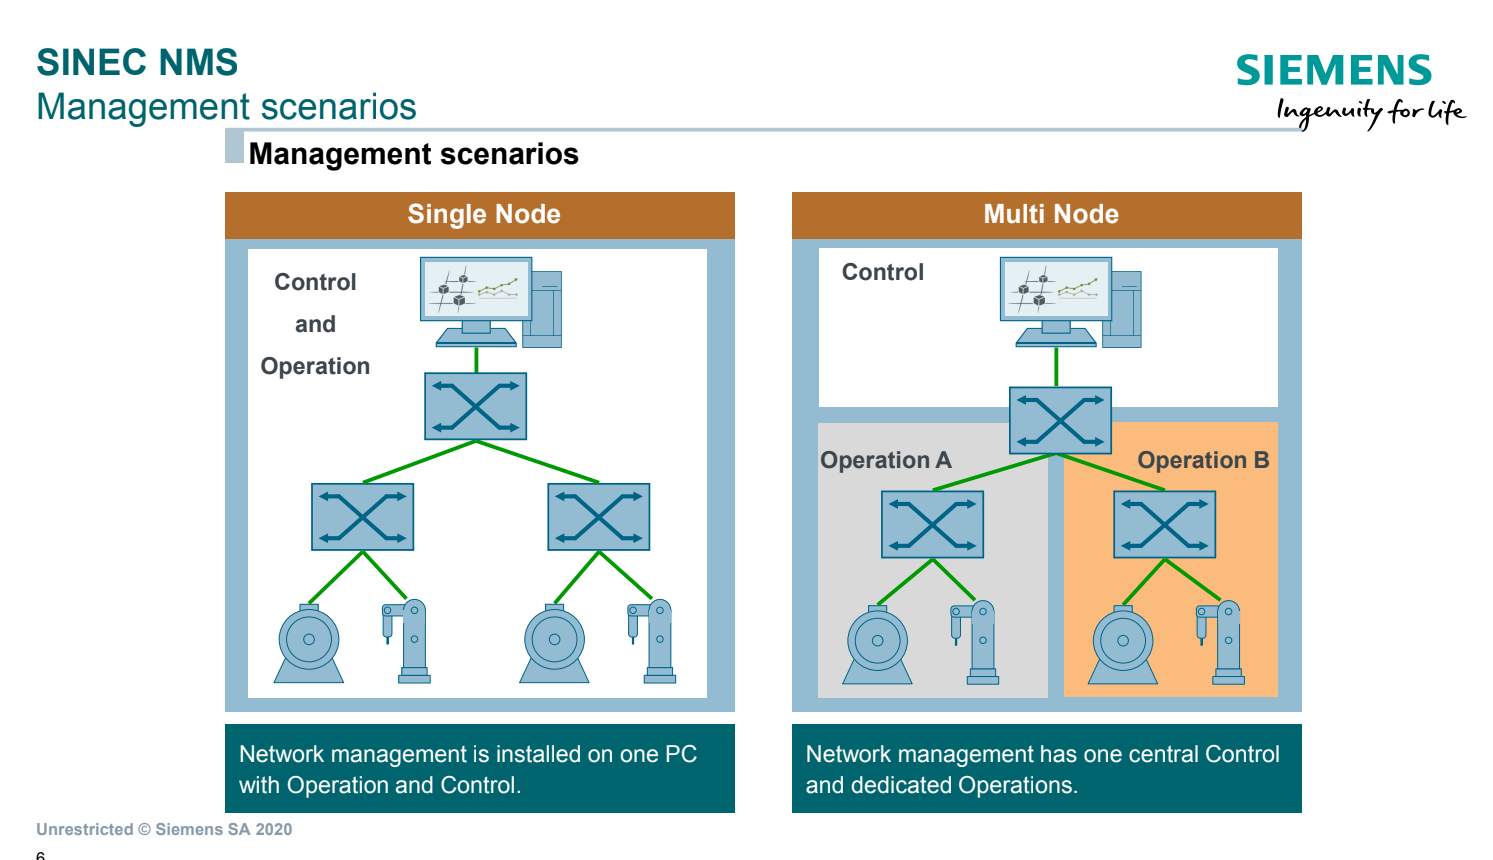 SINEC NMS
Management scenarios
SIEMENS
Ingenuity for life
Management scenarios
Single Node
Control
and
Operation
Network management is installed on one PC
with Operation and Control.
Multi Node
Control
Operation A
Operation B
Network management has one central Control
and dedicated Operations.
Unrestricted © Siemens SA 2020
6